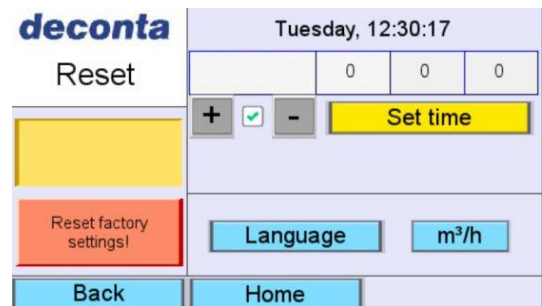 deconta
Tuesday, 12:30:17
Reset
0 0 0
+ -
Set time
Reset factory
settings!
Language
m³/h
Back
Home